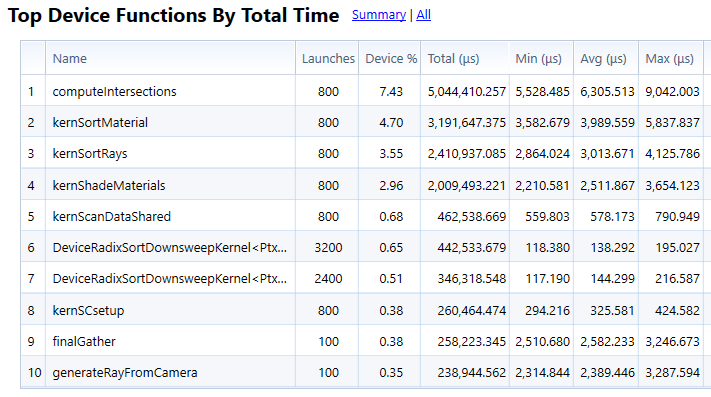 Top Device Functions By Total Time Summary | All
Name Launches Device % Total (µs) Min (µs) Avg (µs) Max (µs)
1 computeIntersections 800 7.43 5,044,410.257 5,528.485 6,305.513 9,042.003
2 kernSortMaterial 800 4.70 3,191,647.375 3,582.679 3,989.559 5,837.837
3 kernSortRays 800 3.55 2,410,937.085 2,864.024 3,013.671 4,125.786
4 kernShadeMaterials 800 2.96 2,009,493.221 2,210.581 2,511.867 3,654.123
5 kernScanDataShared 800 0.68 462,538.669 559.803 578.173 790.949
6 DeviceRadixSortDownsweepKernel<Ptx... 3200 0.65 442,533.679 118.380 138.292 195.027
7 DeviceRadixSortDownsweepKernel<Ptx... 2400 0.51 346,318.548 117.190 144.299 216.587
8 kernSCsetup 800 0.38 260,464.474 294.216 325.581 424.582
9 finalGather 100 0.38 258,223.345 2,510.680 2,582.233 3,246.673
10 generateRayFromCamera 100 0.35 238,944.562 2,314.844 2,389.446 3,287.594